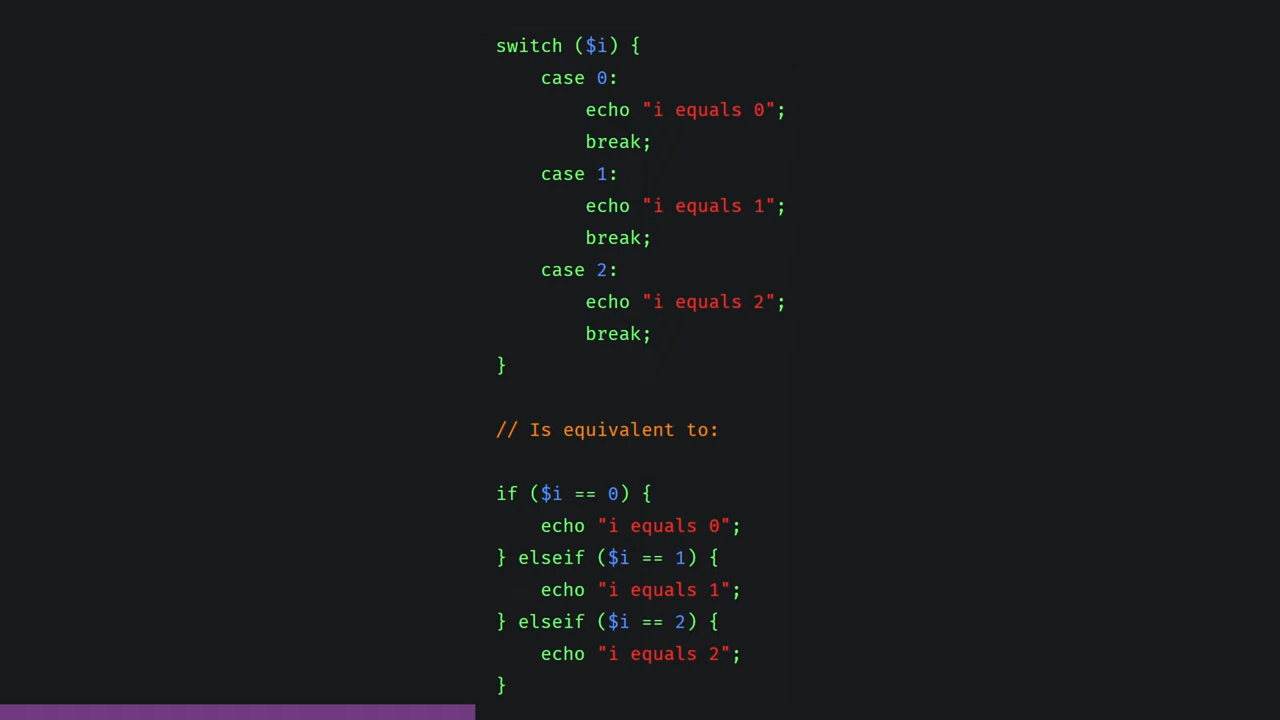 switch ($i) {
    case 0:
        echo "i equals 0";
        break;
    case 1:
        echo "i equals 1";
        break;
    case 2:
        echo "i equals 2";
        break;
}

// Is equivalent to:

if ($i == 0) {
    echo "i equals 0";
} elseif ($i == 1) {
    echo "i equals 1";
} elseif ($i == 2) {
    echo "i equals 2";
}